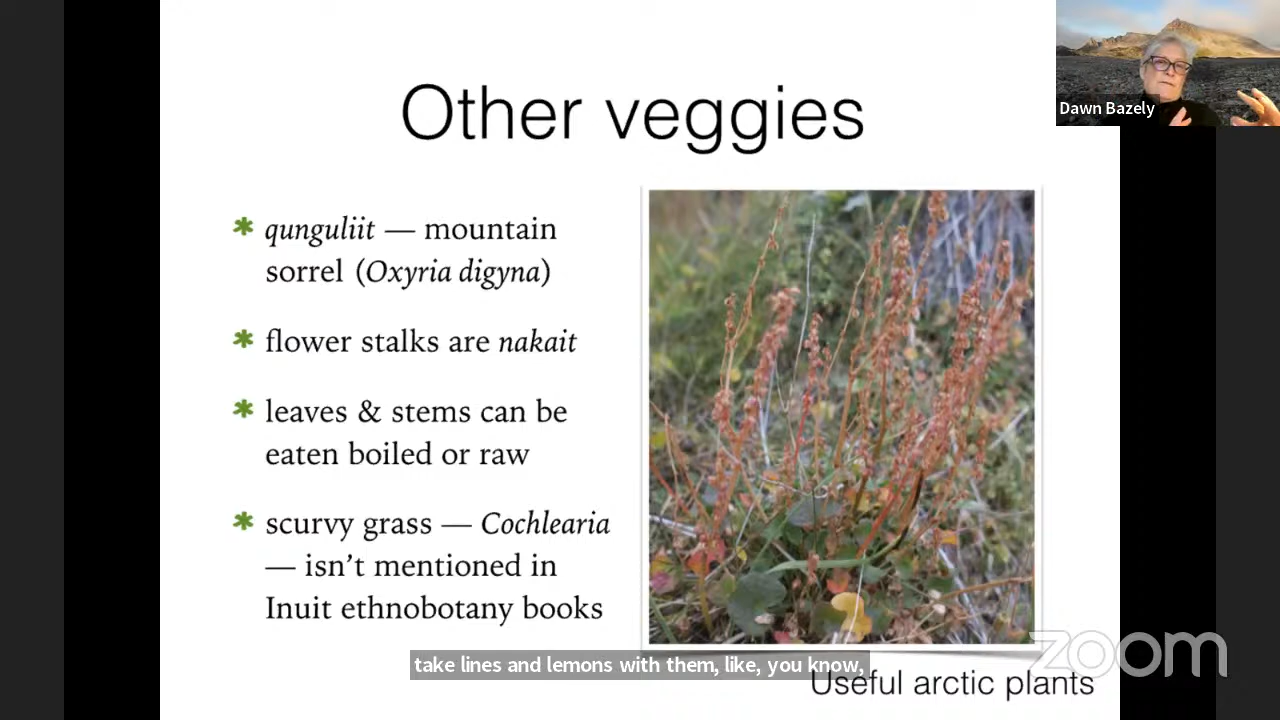 Other veggies
Dawn Bazely
* qunguliit — mountain
sorrel (Oxyria digyna)
* flower stalks are nakait
* leaves & stems can be
eaten boiled or raw
* scurvy grass — Cochlearia
— isn't mentioned in
Inuit ethnobotany books
take lines and lemons with them, like, you know,
zoom
Useful arctic plants